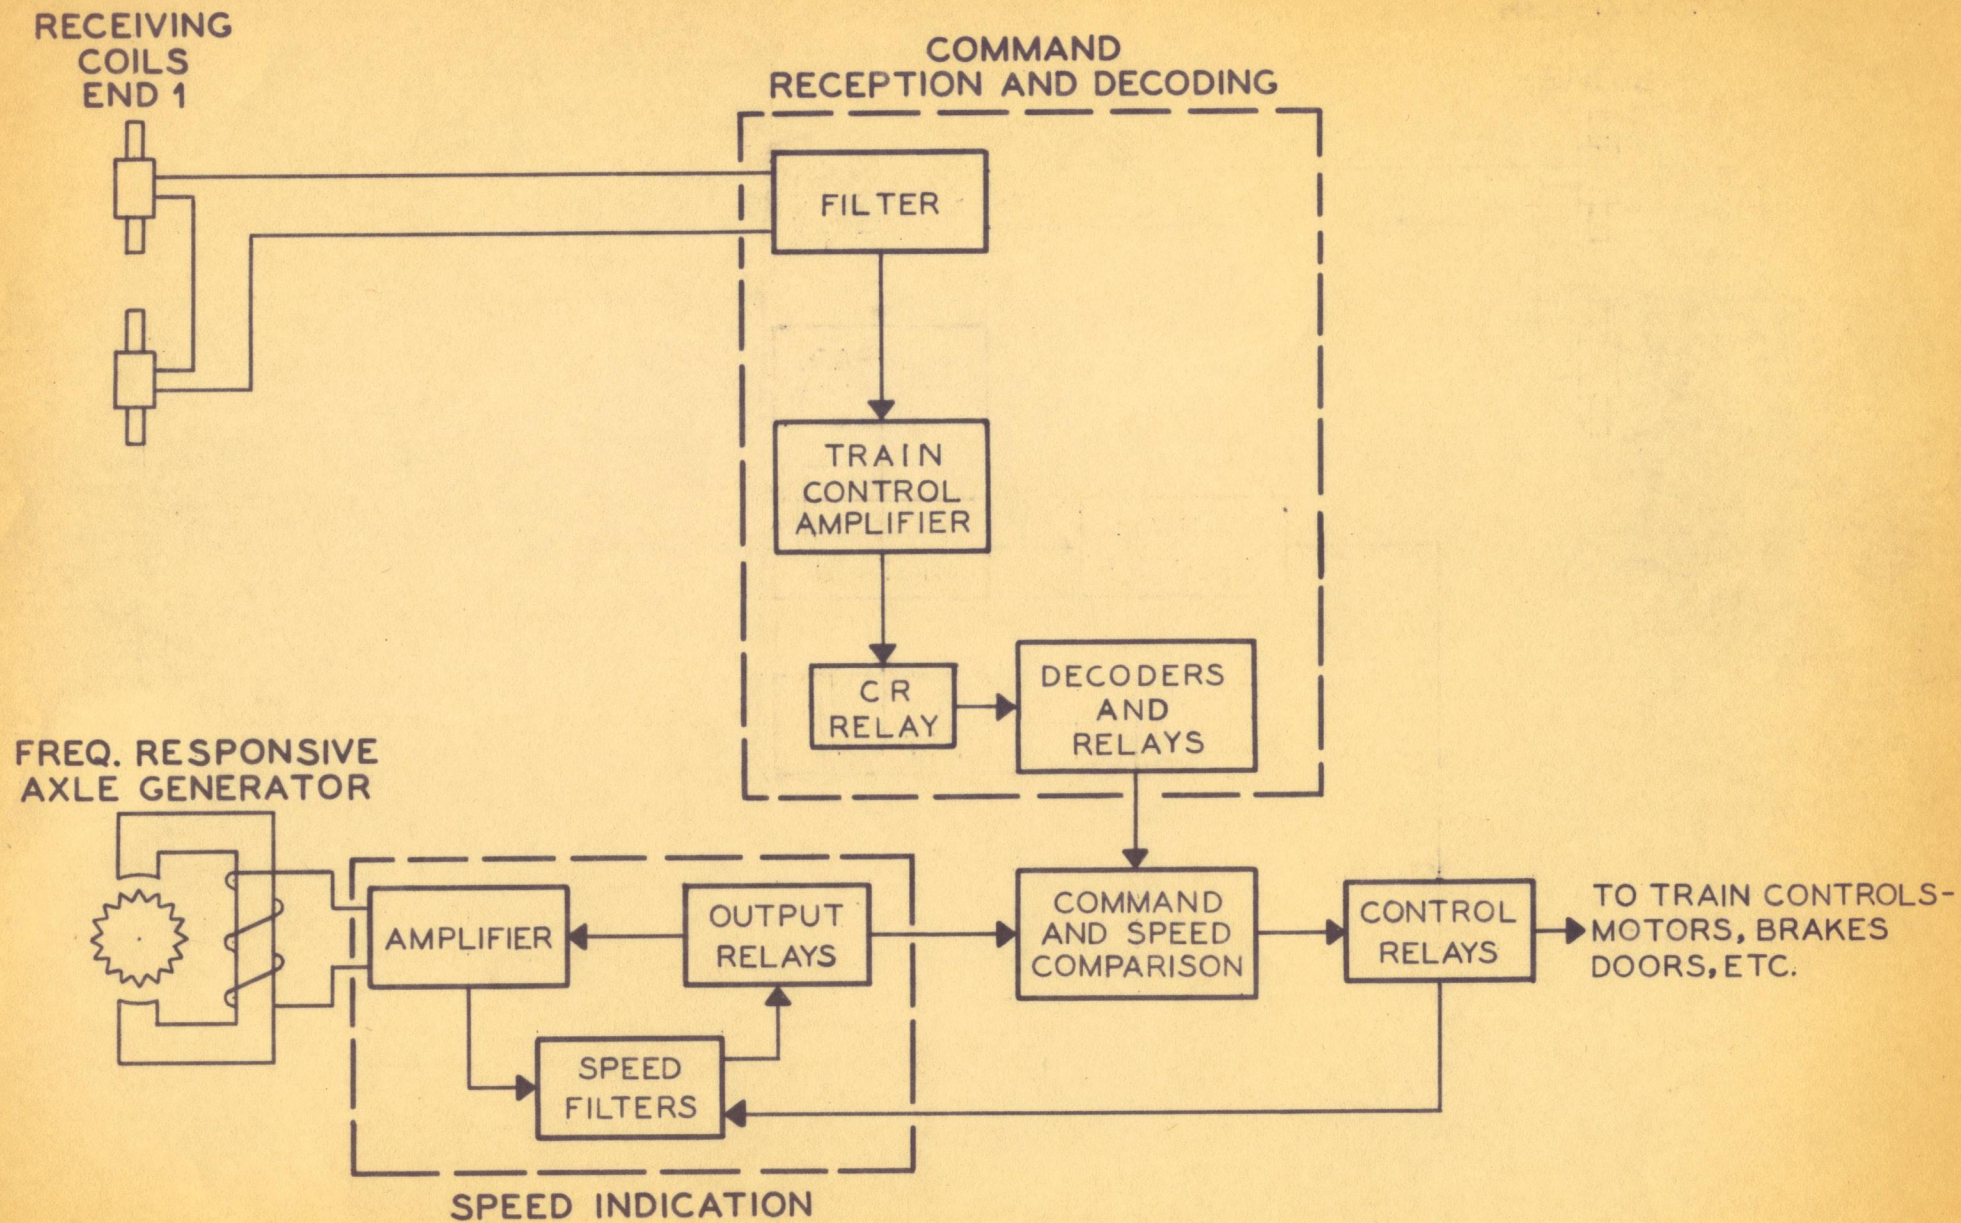 RECEIVING
COILS
END 1
COMMAND
RECEPTION AND DECODING
FILTER
TRAIN
CONTROL
AMPLIFIER
CR
RELAY
DECODERS
AND
RELAYS
FREQ. RESPONSIVE
AXLE GENERATOR
AMPLIFIER
OUTPUT
RELAYS
SPEED
FILTERS
SPEED INDICATION
COMMAND
AND SPEED
COMPARISON
CONTROL
RELAYS
TO TRAIN CONTROLS-
MOTORS, BRAKES
DOORS, ETC.